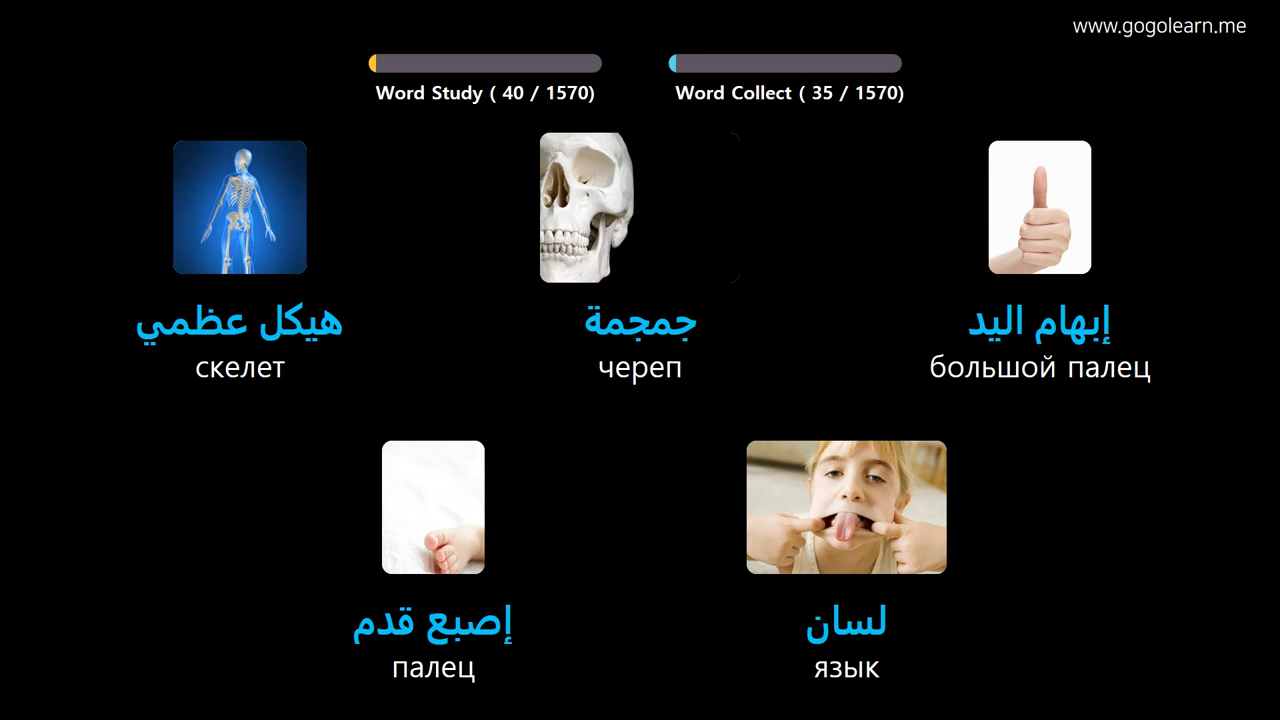 www.gogolearn.me
Word Study ( 40 / 1570)
Word Collect ( 35 / 1570)
هيكل عظمي
скелет
جمجمة
череп
إبهام اليد
большой палец
إصبع قدم
палец
لسان
язык